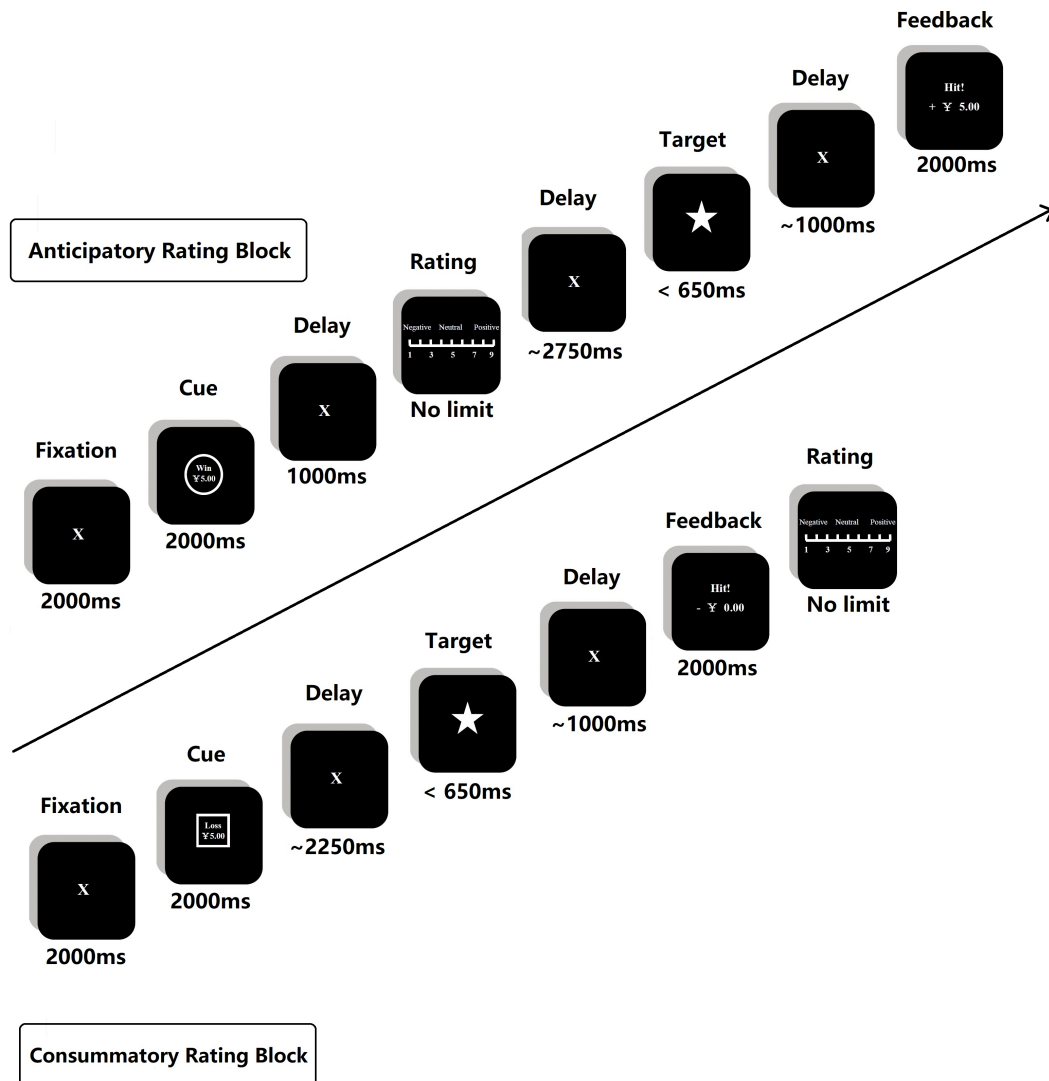 Anticipatory Rating Block
Fixation
X
2000ms
Cue
Win
¥5.00
2000ms
Delay
X
1000ms
Rating
Negative Neutral Positive
1 3 5 7 9
No limit
Delay
X
~2750ms
Target
< 650ms
Delay
X
~1000ms
Feedback
Hit!
+ ¥ 5.00
2000ms
Fixation
X
2000ms
Cue
Loss
¥5.00
2000ms
Delay
X
~2250ms
Target
< 650ms
Delay
X
~1000ms
Feedback
Hit!
- ¥ 0.00
2000ms
Rating
Negative Neutral Positive
1 3 5 7 9
No limit
Consummatory Rating Block